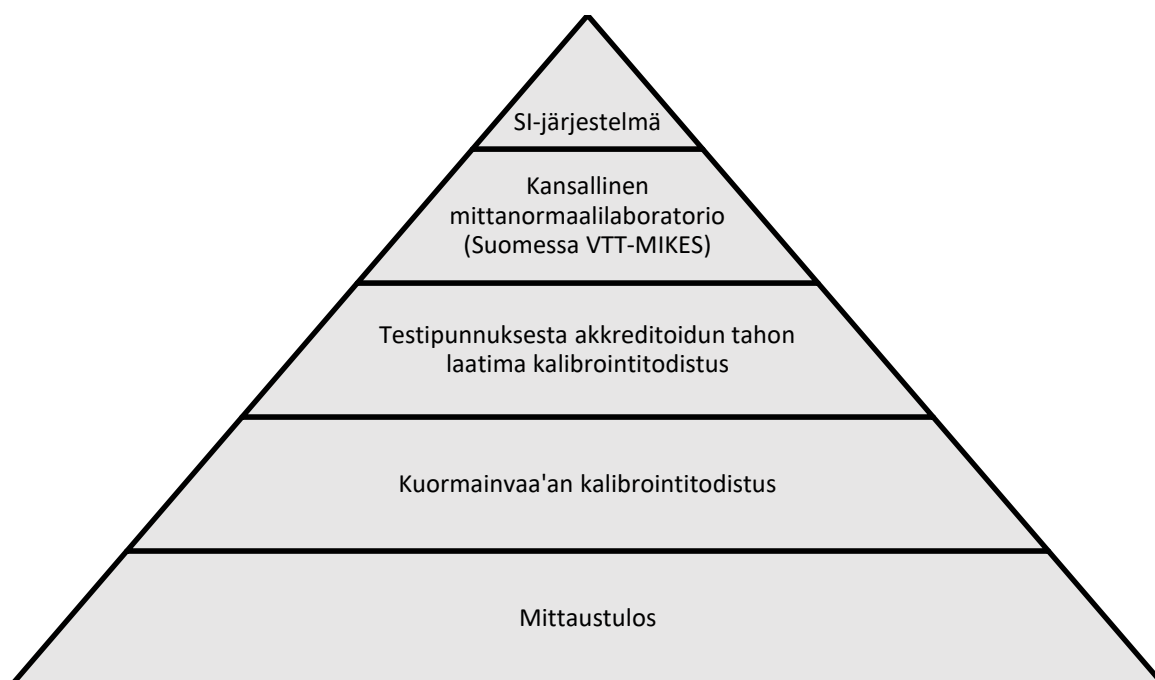 SI-järjestelmä
Kansallinen
mittanormaalilaboratorio
(Suomessa VTT-MIKES)
Testipunnuksesta akkreditoidun tahon
laatima kalibrointitodistus
Kuormainvaa'an kalibrointitodistus
Mittaustulos